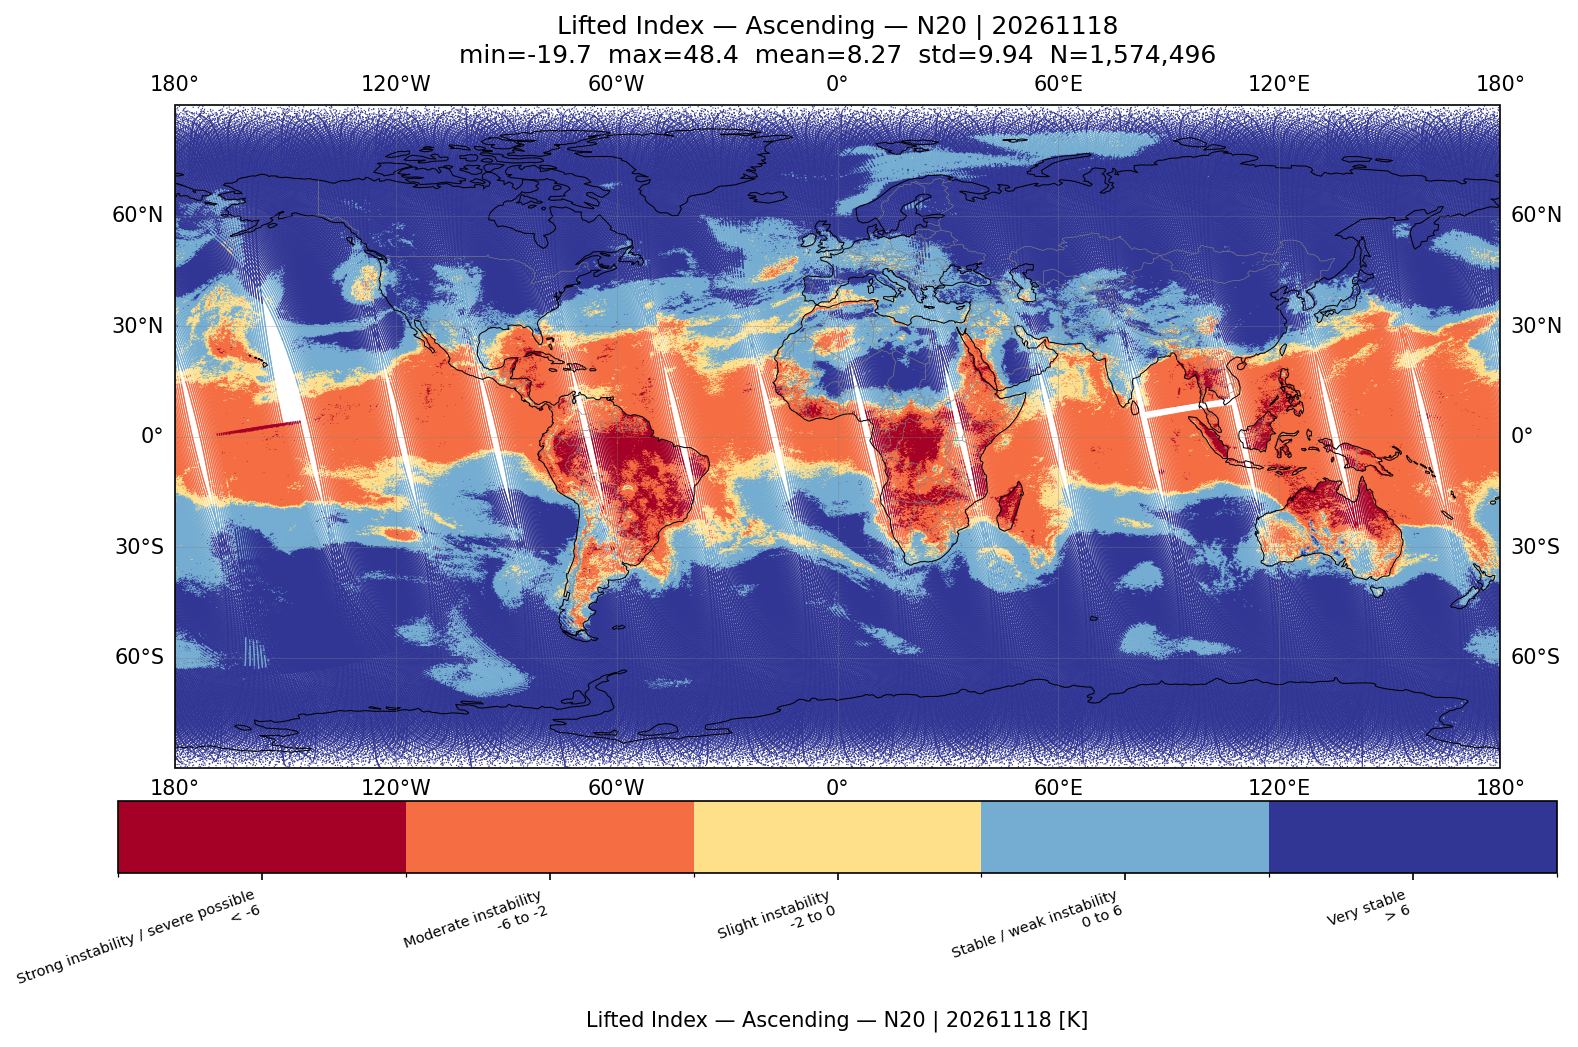 Lifted Index — Ascending — N20 | 20261118
min=-19.7  max=48.4  mean=8.27  std=9.94  N=1,574,496
180° 120°W 60°W 0° 60°E 120°E 180°
60°N 60°N
30°N 30°N
0° 0°
30°S 30°S
60°S 60°S
180° 120°W 60°W 0° 60°E 120°E 180°
Strong instability / severe possible
< -6
Moderate instability
-6 to -2
Slight instability
-2 to 0
Stable / weak instability
0 to 6
Very stable
> 6
Lifted Index — Ascending — N20 | 20261118 [K]